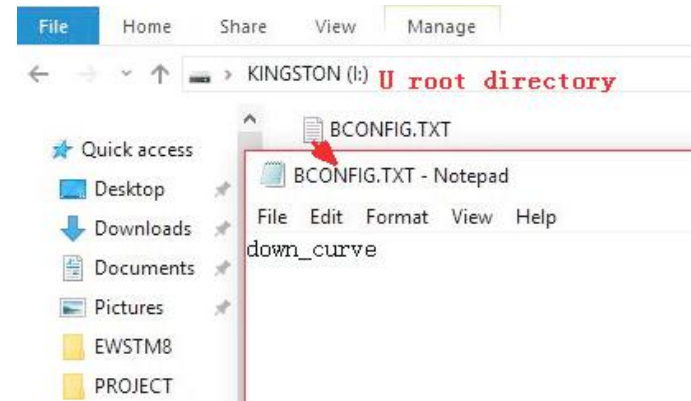 File Home Share View Manage
KINGSTON (I:) U root directory
BCONFIG.TXT
Quick access
BCONFIG.TXT - Notepad
Desktop
File Edit Format View Help
Downloads
down_curve
Documents
Pictures
EWSTM8
PROJECT